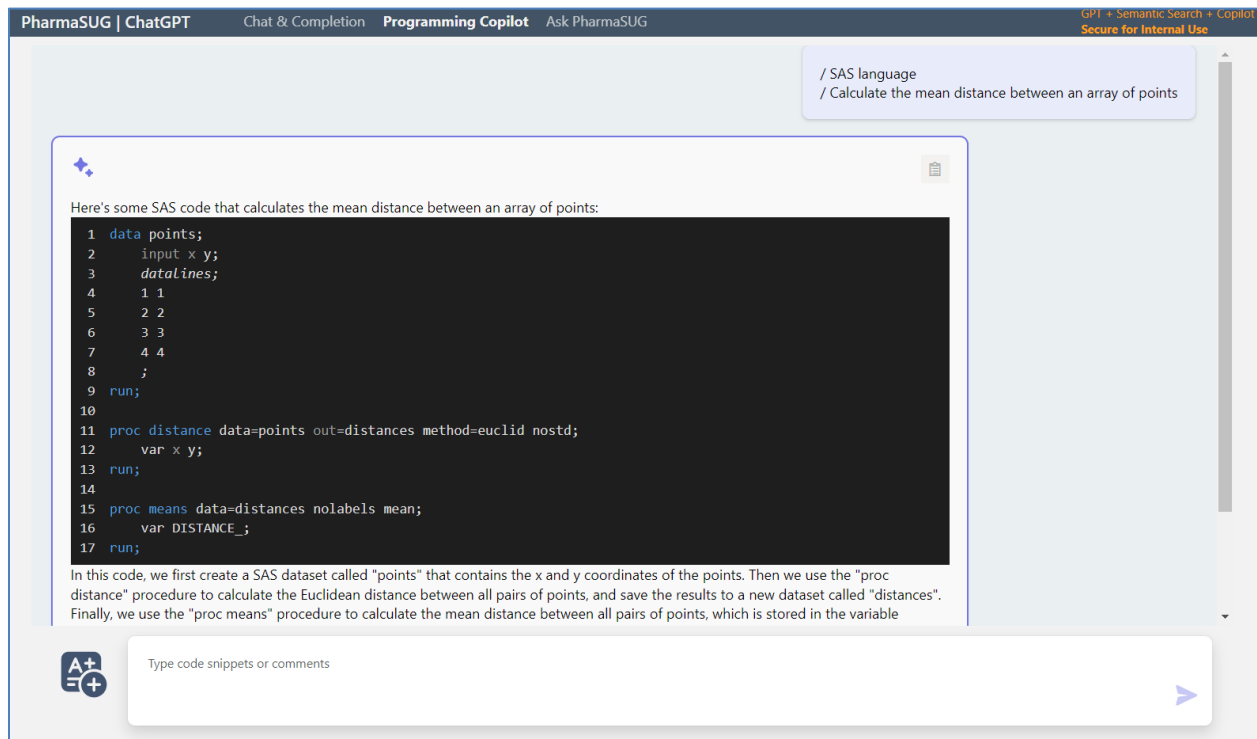 PharmaSUG | ChatGPT Chat & Completion Programming Copilot Ask PharmaSUG GPT + Semantic Search + Copilot
Secure for Internal Use
/ SAS language
/ Calculate the mean distance between an array of points
Here's some SAS code that calculates the mean distance between an array of points:
1 data points;
2 input x y;
3 datalines;
4 1 1
5 2 2
6 3 3
7 4 4
8 ;
9 run;
10
11 proc distance data=points out=distances method=euclid nostd;
12 var x y;
13 run;
14
15 proc means data=distances nolabels mean;
16 var DISTANCE_;
17 run;
In this code, we first create a SAS dataset called "points" that contains the x and y coordinates of the points. Then we use the "proc
distance" procedure to calculate the Euclidean distance between all pairs of points, and save the results to a new dataset called "distances".
Finally, we use the "proc means" procedure to calculate the mean distance between all pairs of points, which is stored in the variable
A+
Type code snippets or comments